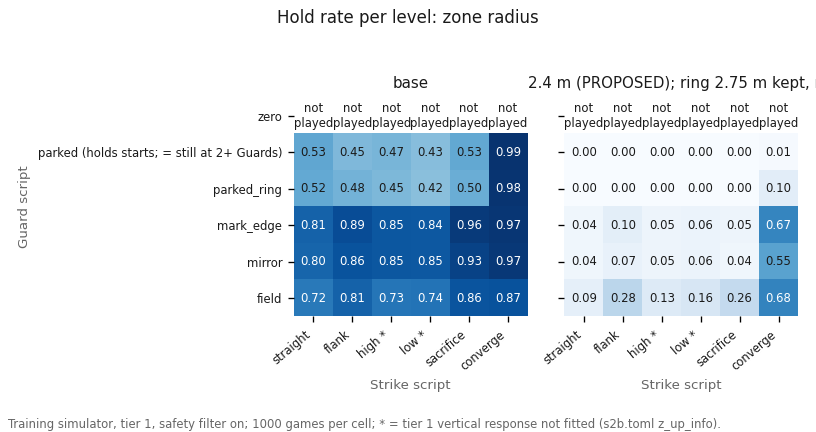 Hold rate per level: zone radius
base
2.4 m (PROPOSED); ring 2.75 m kept,
zero
not played not played not played not played not played not played
not played not played not played not played not played not played
parked (holds starts; = still at 2+ Guards)
0.53 0.45 0.47 0.43 0.53 0.99
0.00 0.00 0.00 0.00 0.00 0.01
parked_ring
0.52 0.48 0.45 0.42 0.50 0.98
0.00 0.00 0.00 0.00 0.00 0.10
mark_edge
0.81 0.89 0.85 0.84 0.96 0.97
0.04 0.10 0.05 0.06 0.05 0.67
mirror
0.80 0.86 0.85 0.85 0.93 0.97
0.04 0.07 0.05 0.06 0.04 0.55
field
0.72 0.81 0.73 0.74 0.86 0.87
0.09 0.28 0.13 0.16 0.26 0.68
Guard script
straight flank high * low * sacrifice converge
straight flank high * low * sacrifice converge
Strike script
Strike script
Training simulator, tier 1, safety filter on; 1000 games per cell; * = tier 1 vertical response not fitted (s2b.toml z_up_info).